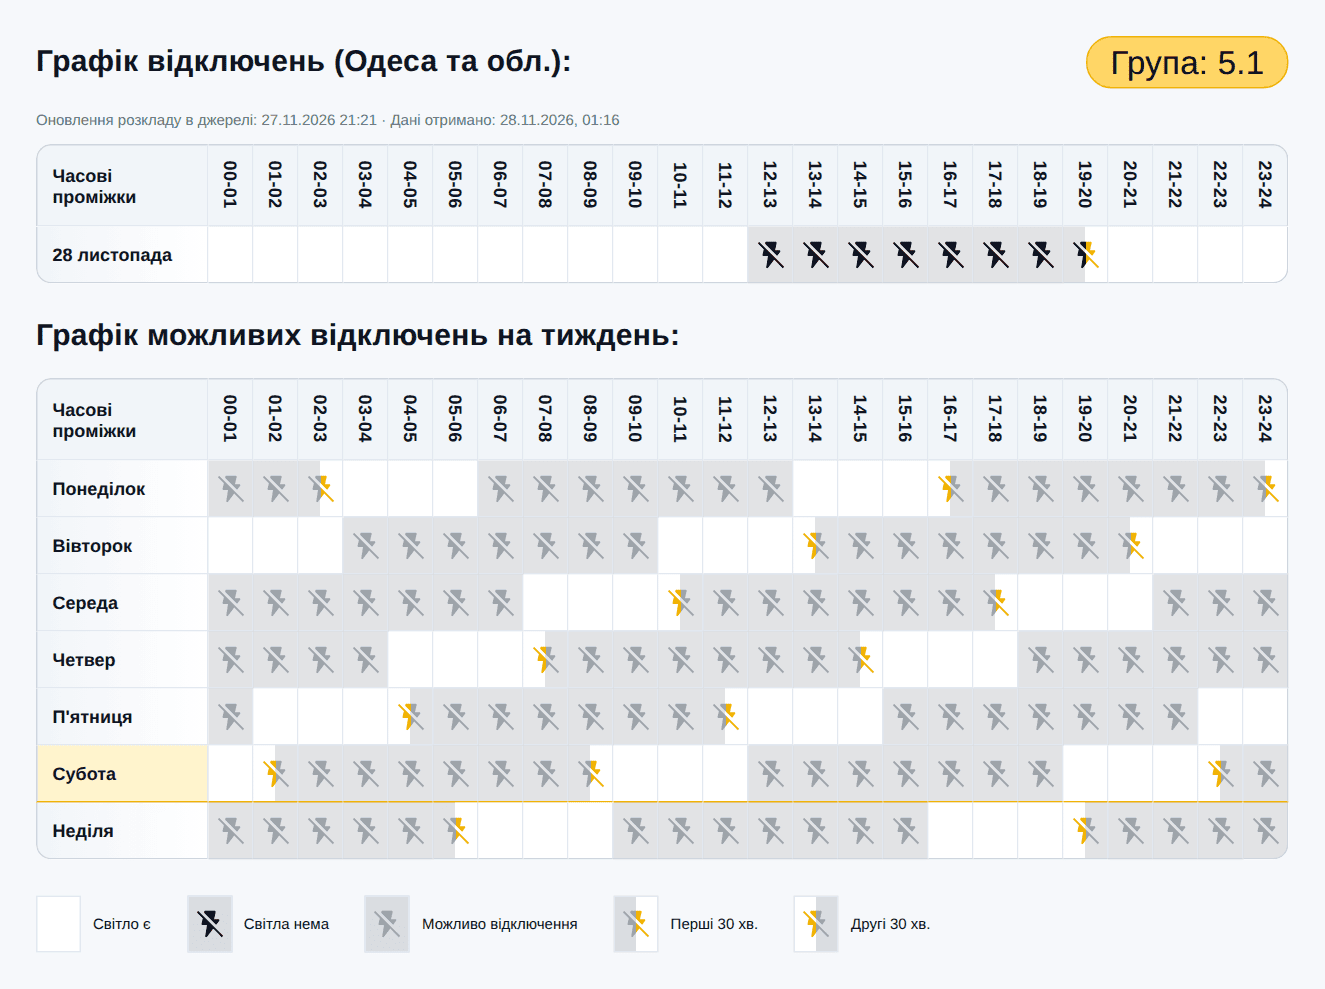 Графік відключень (Одеса та обл.):
Група: 5.1
Оновлення розкладу в джерелі: 27.11.2026 21:21 · Дані отримано: 28.11.2026, 01:16
Часові проміжки 00-01 01-02 02-03 03-04 04-05 05-06 06-07 07-08 08-09 09-10 10-11 11-12 12-13 13-14 14-15 15-16 16-17 17-18 18-19 19-20 20-21 21-22 22-23 23-24
28 листопада
Графік можливих відключень на тиждень:
Часові проміжки 00-01 01-02 02-03 03-04 04-05 05-06 06-07 07-08 08-09 09-10 10-11 11-12 12-13 13-14 14-15 15-16 16-17 17-18 18-19 19-20 20-21 21-22 22-23 23-24
Понеділок
Вівторок
Середа
Четвер
П'ятниця
Субота
Неділя
Світло є Світла нема Можливо відключення Перші 30 хв. Другі 30 хв.